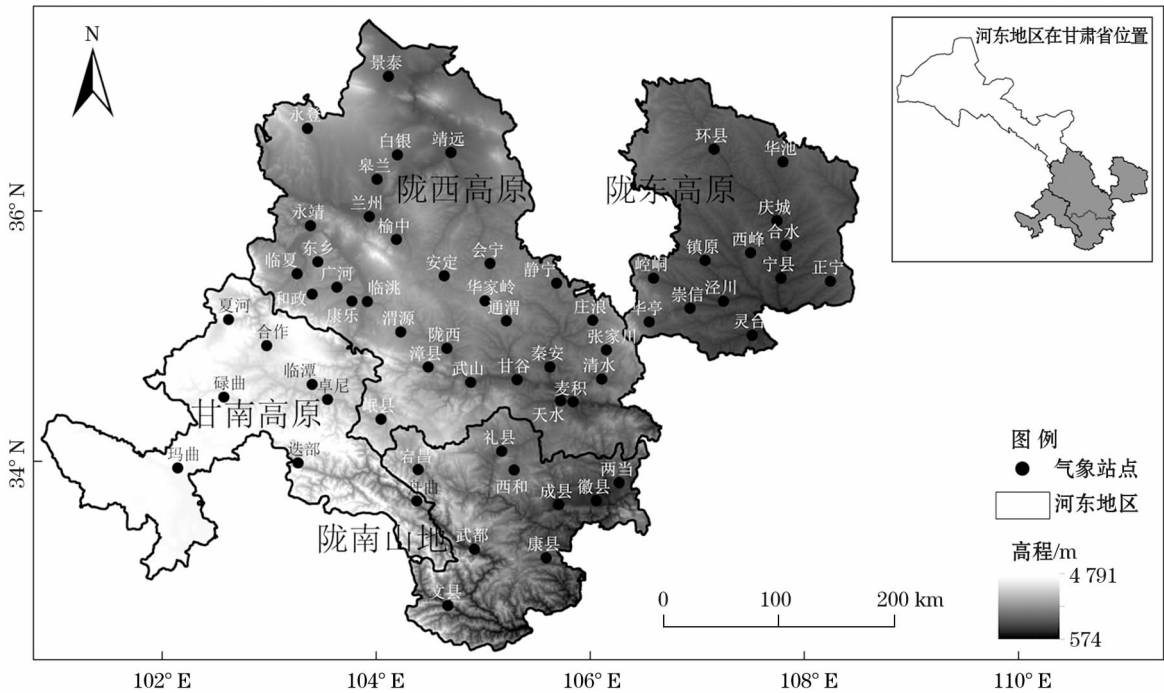 N
河东地区在甘肃省位置
景泰
永登
白银
靖远
皋兰
陇西高原
兰州
永靖
榆中
东乡
临夏
广河
会宁
安定
静宁
和政
康乐
临洮
华家岭
通渭
渭源
庄浪
陇西
漳县
张家川
武山
甘谷
秦安
清水
麦积
天水
岷县
环县
华池
陇东高原
庆城
合水
西峰
镇原
崆峒
宁县
正宁
崇信
泾川
华亭
灵台
夏河
合作
临潭
卓尼
碌曲
甘南高原
玛曲
迭部
礼县
宕昌
西和
两当
成县
徽县
舟曲
陇南山地
武都
康县
文县
图 例
气象站点
河东地区
高程/m
4 791
574
0
100
200 km
36° N
34° N
102° E
104° E
106° E
108° E
110° E